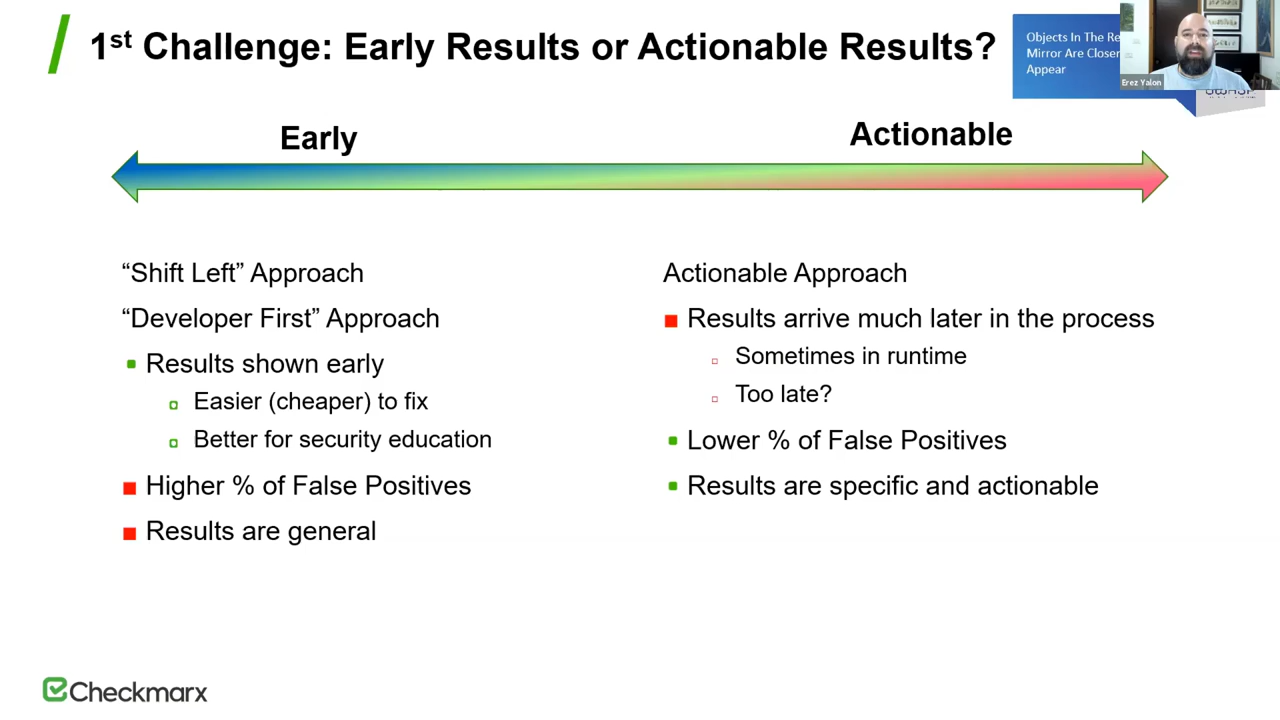 1st Challenge: Early Results or Actionable Results?
Objects In The Re
Mirror Are Closer
Appear
Erez Yalon
Early
Actionable
“Shift Left” Approach
“Developer First” Approach
Results shown early
Easier (cheaper) to fix
Better for security education
Higher % of False Positives
Results are general
Actionable Approach
Results arrive much later in the process
Sometimes in runtime
Too late?
Lower % of False Positives
Results are specific and actionable
Checkmarx